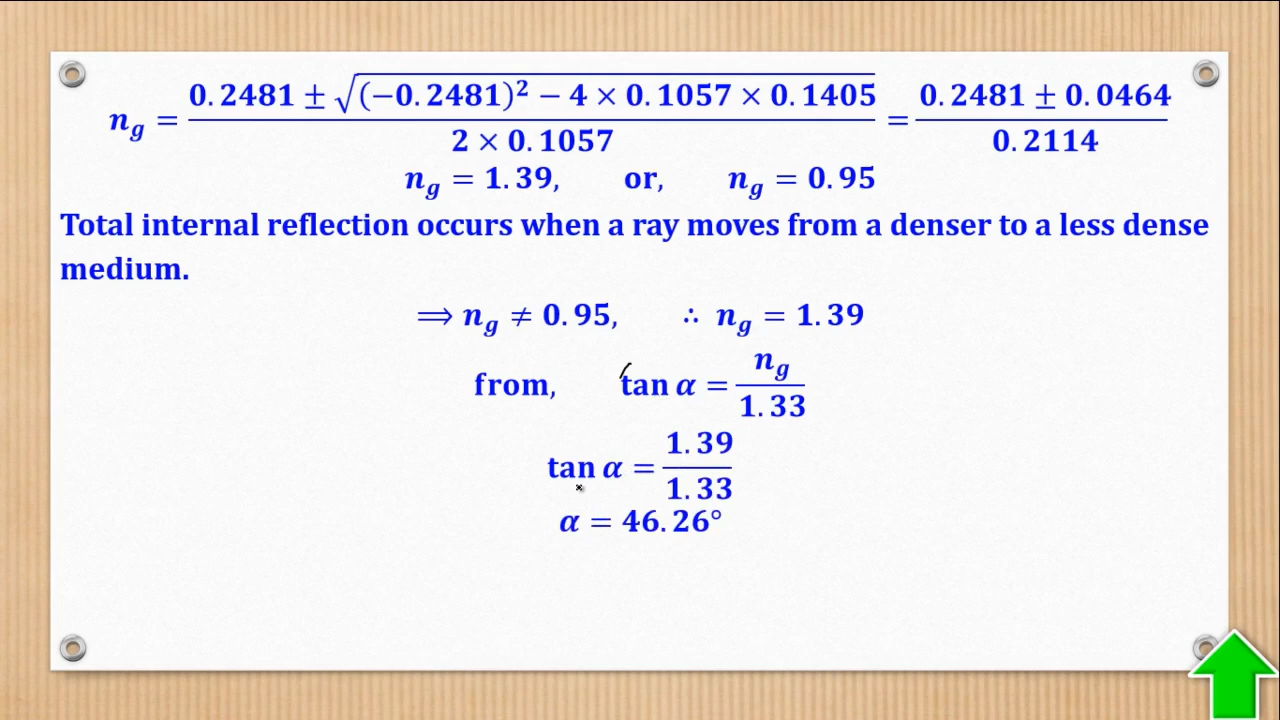 n_g = (0.2481 ± √((−0.2481)² − 4 × 0.1057 × 0.1405)) / (2 × 0.1057) = (0.2481 ± 0.0464) / 0.2114
n_g = 1.39, or, n_g = 0.95
Total internal reflection occurs when a ray moves from a denser to a less dense
medium.
⟹ n_g ≠ 0.95, ∴ n_g = 1.39
from, tan α = n_g / 1.33
tan α = 1.39 / 1.33
α = 46.26°